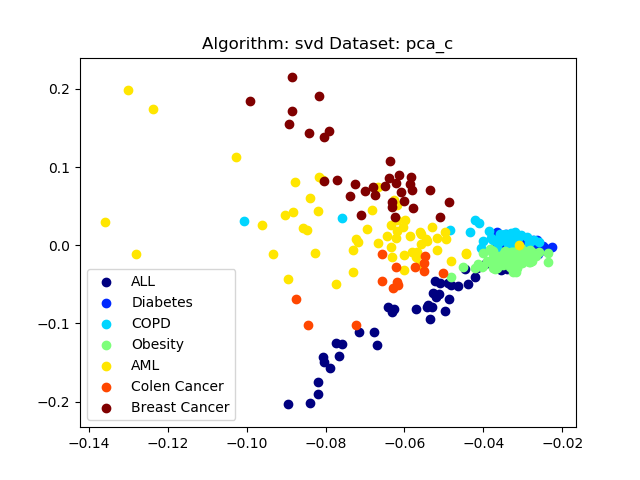 Algorithm: svd Dataset: pca_c
0.2
0.1
0.0
−0.1
−0.2
ALL
Diabetes
COPD
Obesity
AML
Colen Cancer
Breast Cancer
−0.14 −0.12 −0.10 −0.08 −0.06 −0.04 −0.02